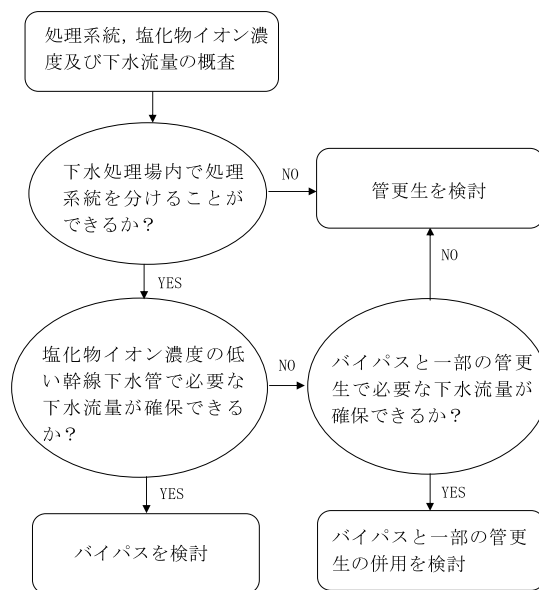 処理系統，塩化物イオン濃
度及び下水流量の概査
下水処理場内で処理
系統を分けることが
できるか？
NO
管更生を検討
YES
NO
塩化物イオン濃度の低
い幹線下水管で必要な
下水流量が確保できる
か？
NO
バイパスと一部の管更
生で必要な下水流量が
確保できるか？
YES
YES
バイパスを検討
バイパスと一部の管更
生の併用を検討